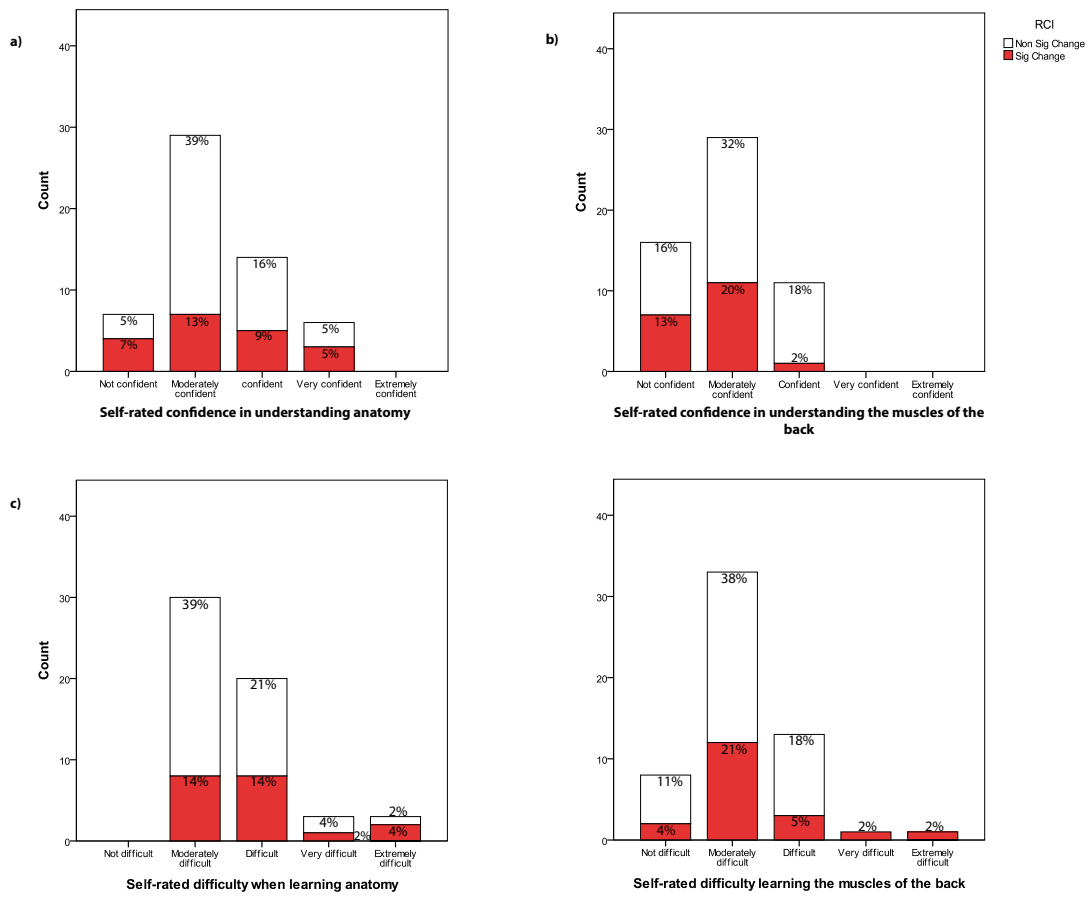 a)
Count
40
30
20
10
0
39%
13%
16%
9%
5%
7%
5%
5%
Not confident
Moderately
confident
confident
Very confident
Extremely
confident
Self-rated confidence in understanding anatomy
b)
Count
40
30
20
10
0
32%
20%
16%
13%
18%
2%
Not confident
Moderately
confident
Confident
Very confident
Extremely
confident
Self-rated confidence in understanding the muscles of the
back
RCI
Non Sig Change
Sig Change
c)
Count
40
30
20
10
0
39%
14%
21%
14%
4%
2%
2%
4%
Not difficult
Moderately
difficult
Difficult
Very difficult
Extremely
difficult
Self-rated difficulty when learning anatomy
40
30
20
10
0
38%
21%
11%
4%
18%
5%
2%
2%
Not difficult
Moderately
difficult
Difficult
Very difficult
Extremely
difficult
Self-rated difficulty learning the muscles of the back